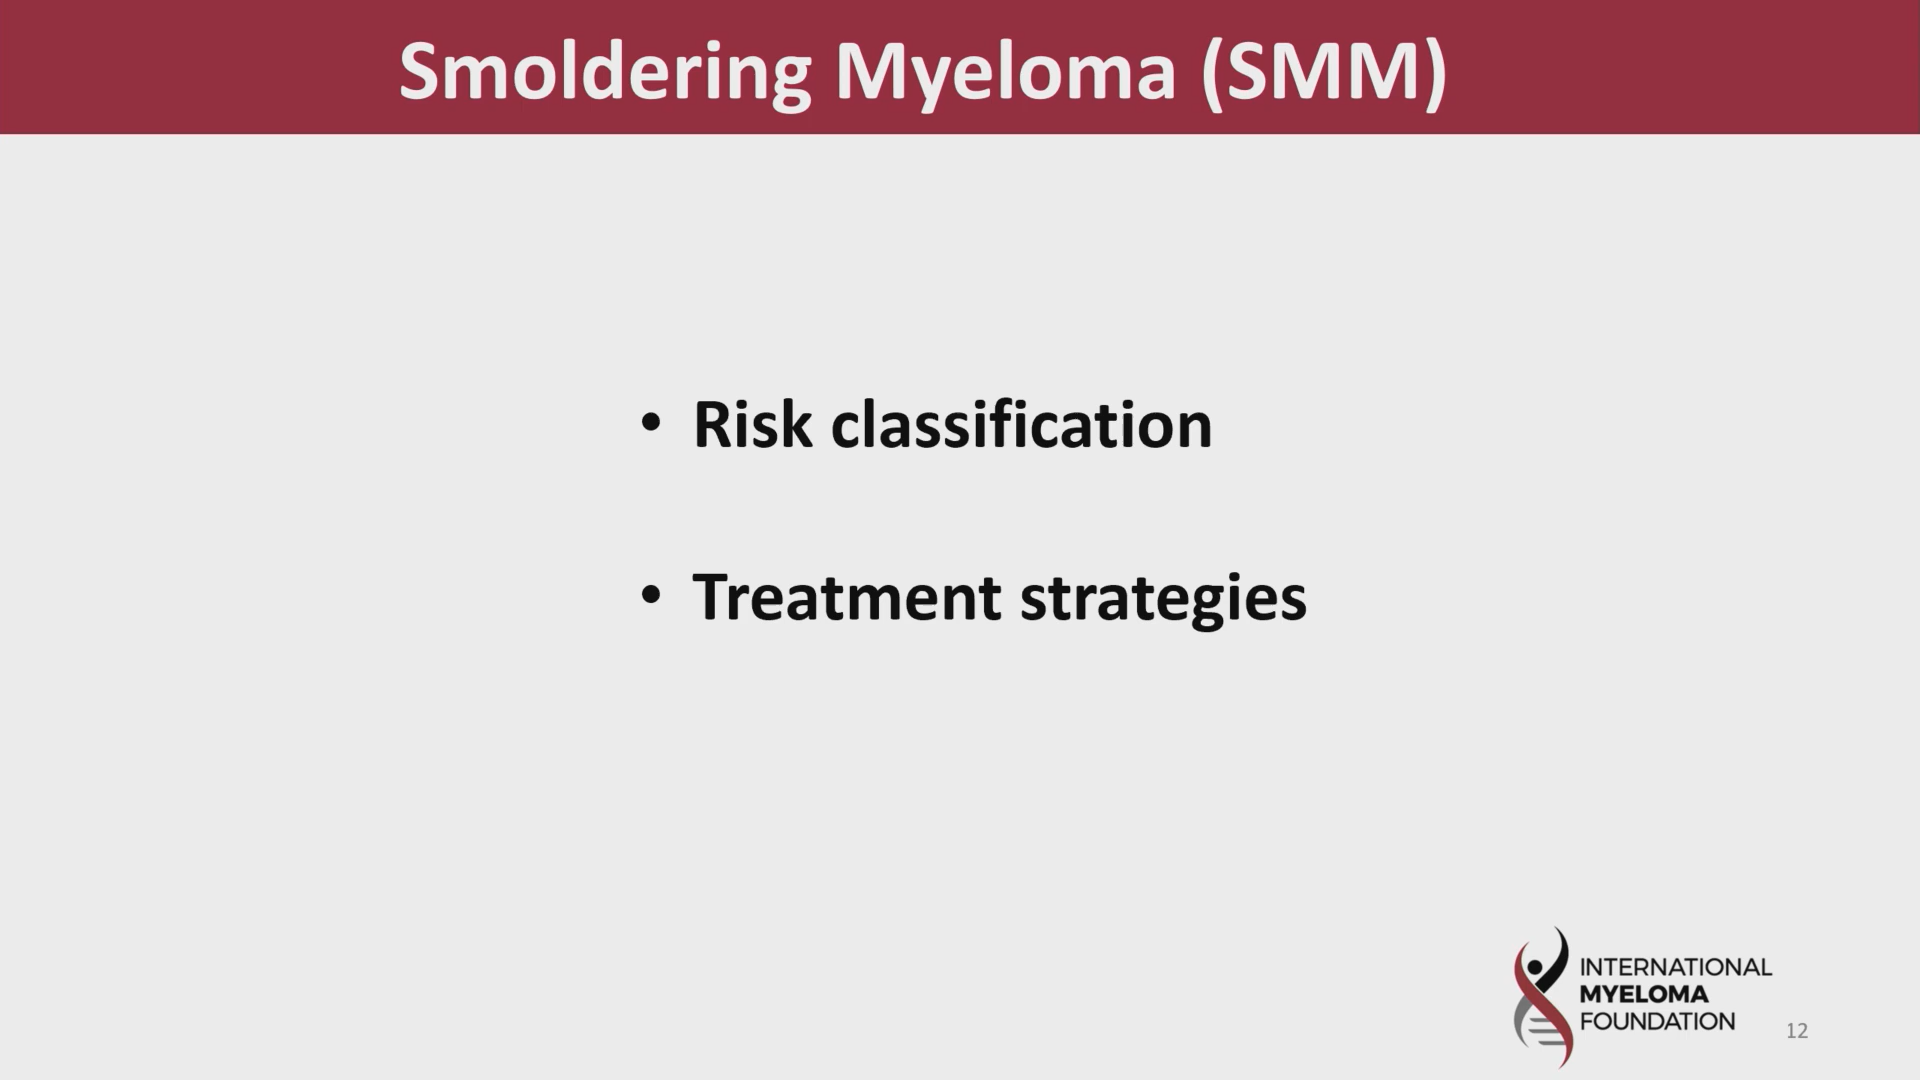 Smoldering Myeloma (SMM)
• Risk classification
• Treatment strategies
INTERNATIONAL
MYELOMA
FOUNDATION
12